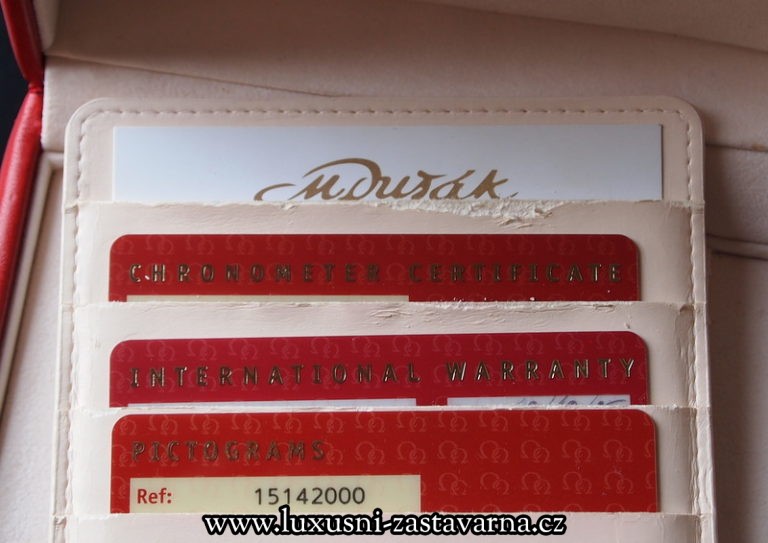 MDušák
CHRONOMETER CERTIFICATE
INTERNATIONAL WARRANTY
PICTOGRAMS
Ref: 15142000
www.luxusni-zastavarna.cz